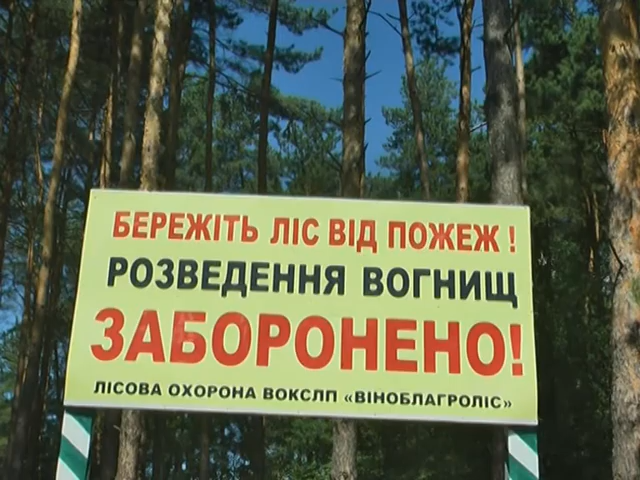 БЕРЕЖІТЬ ЛІС ВІД ПОЖЕЖ !
РОЗВЕДЕННЯ ВОГНИЩ
ЗАБОРОНЕНО!
ЛІСОВА ОХОРОНА ВОКСЛП «ВІНОБЛАГРОЛІС»